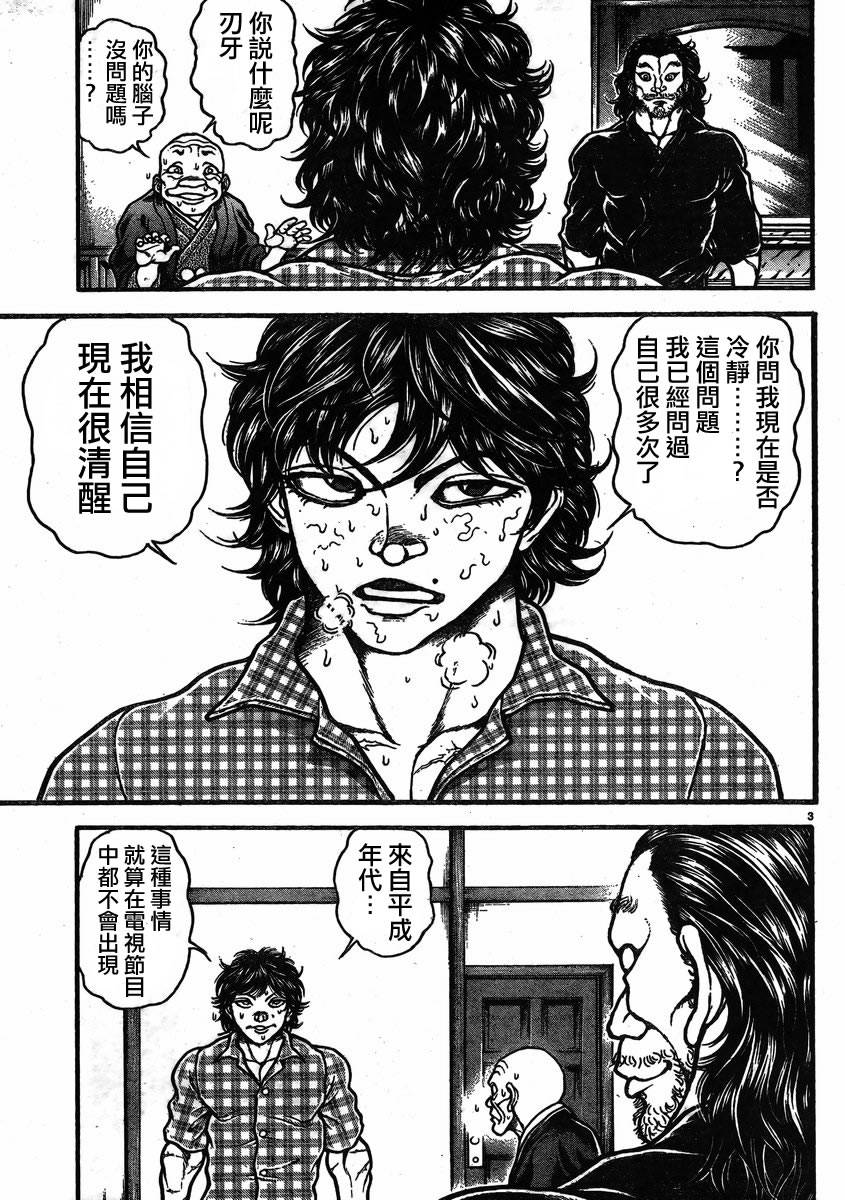 你説什麼呢
刃牙
你的腦子
沒問題嗎
……?
你問我現在是否
冷靜………?
這個問題
我已經問過
自己很多次了
我相信自己
現在很清醒
3
來自平成
年代…
這種事情
就算在電視節目
中都不會出現